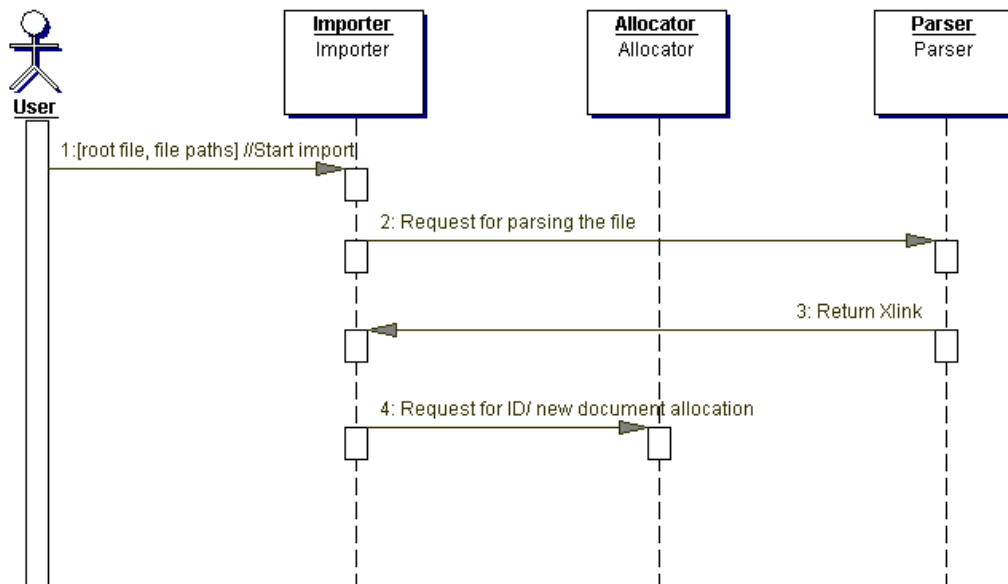 Importer
Importer
Allocator
Allocator
Parser
Parser
User
1:[root file, file paths] //Start import
2: Request for parsing the file
3: Return Xlink
4: Request for ID/ new document allocation